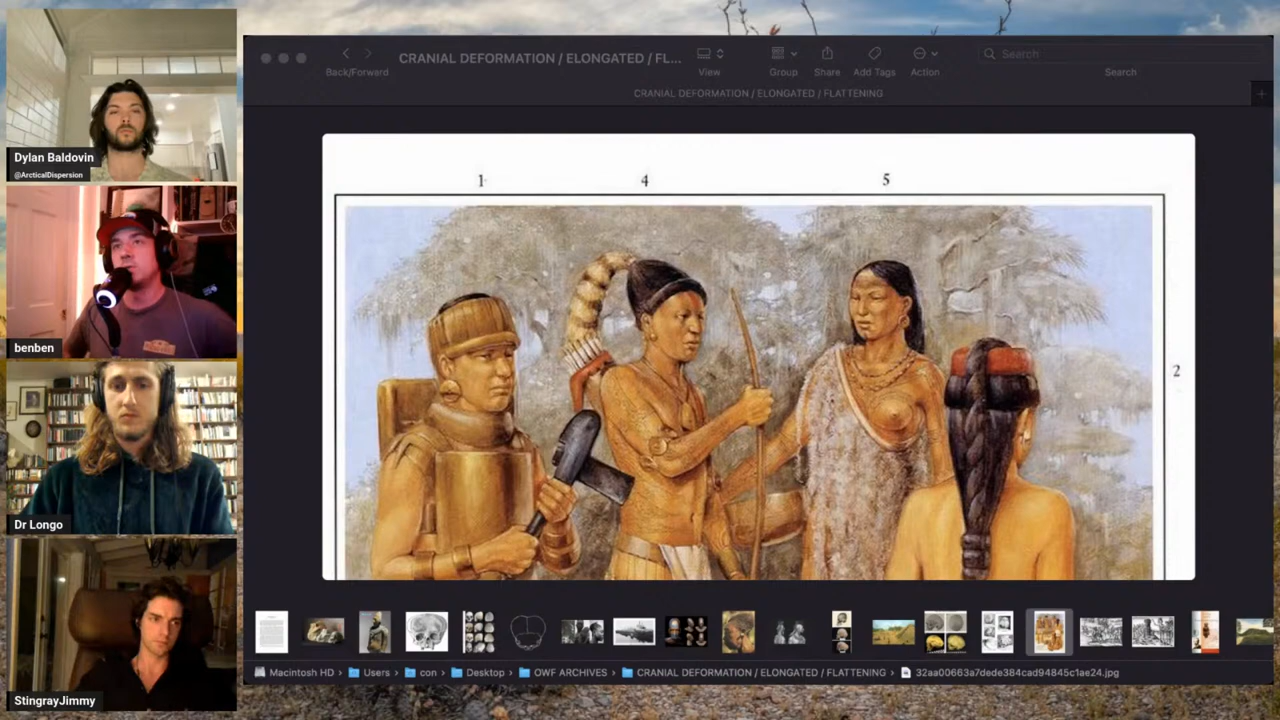 Dylan Baldovin
@ArcticalDispersion
benben
Dr Longo
StingrayJimmy
Back/Forward
CRANIAL DEFORMATION / ELONGATED / FL...
View
Group
Share
Add Tags
Action
Search
Search
CRANIAL DEFORMATION / ELONGATED / FLATTENING
1
4
5
2
Macintosh HD › Users › con › Desktop › OWF ARCHIVES › CRANIAL DEFORMATION / ELONGATED / FLATTENING › 32aa00663a7dede384cad94845c1ae24.jpg